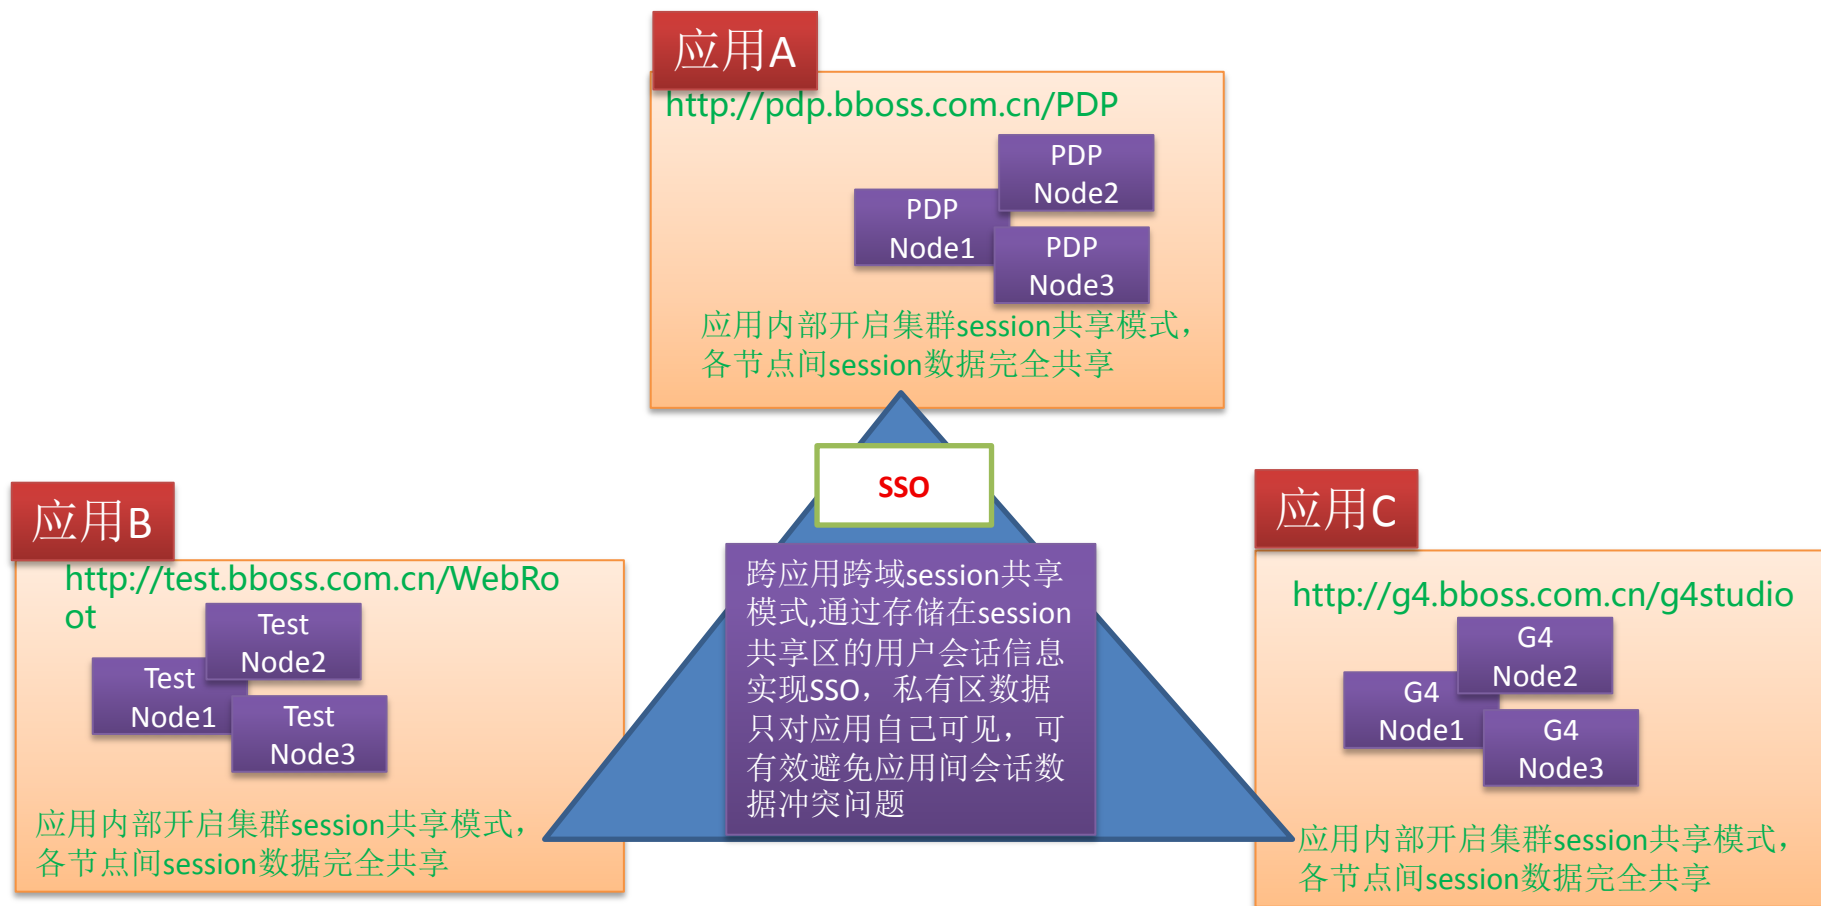 应用A
http://pdp.bboss.com.cn/PDP
PDP
Node2
PDP
Node1
PDP
Node3
应用内部开启集群session共享模式,
各节点间session数据完全共享
SSO
跨应用跨域session共享
模式,通过存储在session
共享区的用户会话信息
实现SSO，私有区数据
只对应用自己可见，可
有效避免应用间会话数
据冲突问题
应用B
http://test.bboss.com.cn/WebRo
ot
Test
Node2
Test
Node1
Test
Node3
应用内部开启集群session共享模式,
各节点间session数据完全共享
应用C
http://g4.bboss.com.cn/g4studio
G4
Node2
G4
Node1
G4
Node3
应用内部开启集群session共享模式,
各节点间session数据完全共享